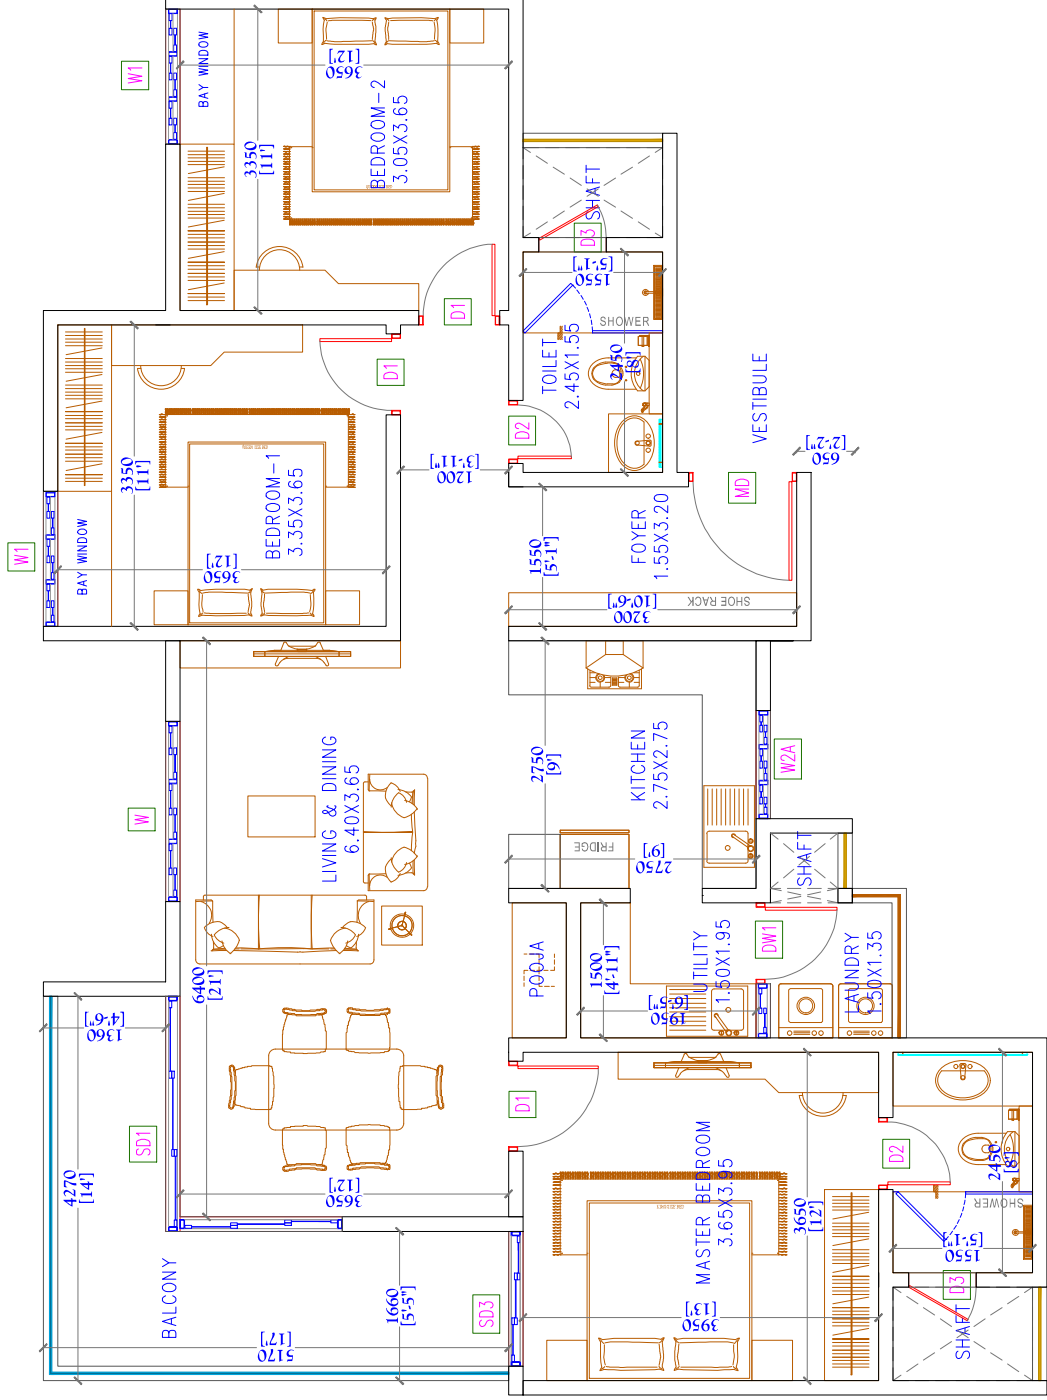 W1
BAY WINDOW
3650
[12']
BEDROOM-2
3.05X3.65
3350
[11']
SHAFT
D3
1550
[5'-1"]
D1
SHOWER
TOILET
2.45X1.55
2450
[8']
D1
D2
VESTIBULE
650
[2'-2"]
MD
3350
[11']
BEDROOM-1
3.35X3.65
1200
[3'-11"]
W1
BAY WINDOW
3650
[12']
1550
[5'-1"]
FOYER
1.55X3.20
3200
[10'-6"]
SHOE RACK
W
LIVING & DINING
6.40X3.65
2750
[9']
KITCHEN
2.75X2.75
W2A
FRIDGE
2750
[9']
SHAFT
6400
[21']
POOJA
1500
[4'-11"]
UTILITY
1.50X1.95
1950
[6'-5"]
DW1
LAUNDRY
1.50X1.35
1360
[4'-6"]
SD1
4270
[14']
3650
[12']
D1
MASTER BEDROOM
3.65X3.95
3650
[12']
D2
2450
[8']
SHOWER
1550
[5'-1"]
D3
SHAFT
BALCONY
1660
[5'-5"]
SD3
5170
[17']
3950
[13']